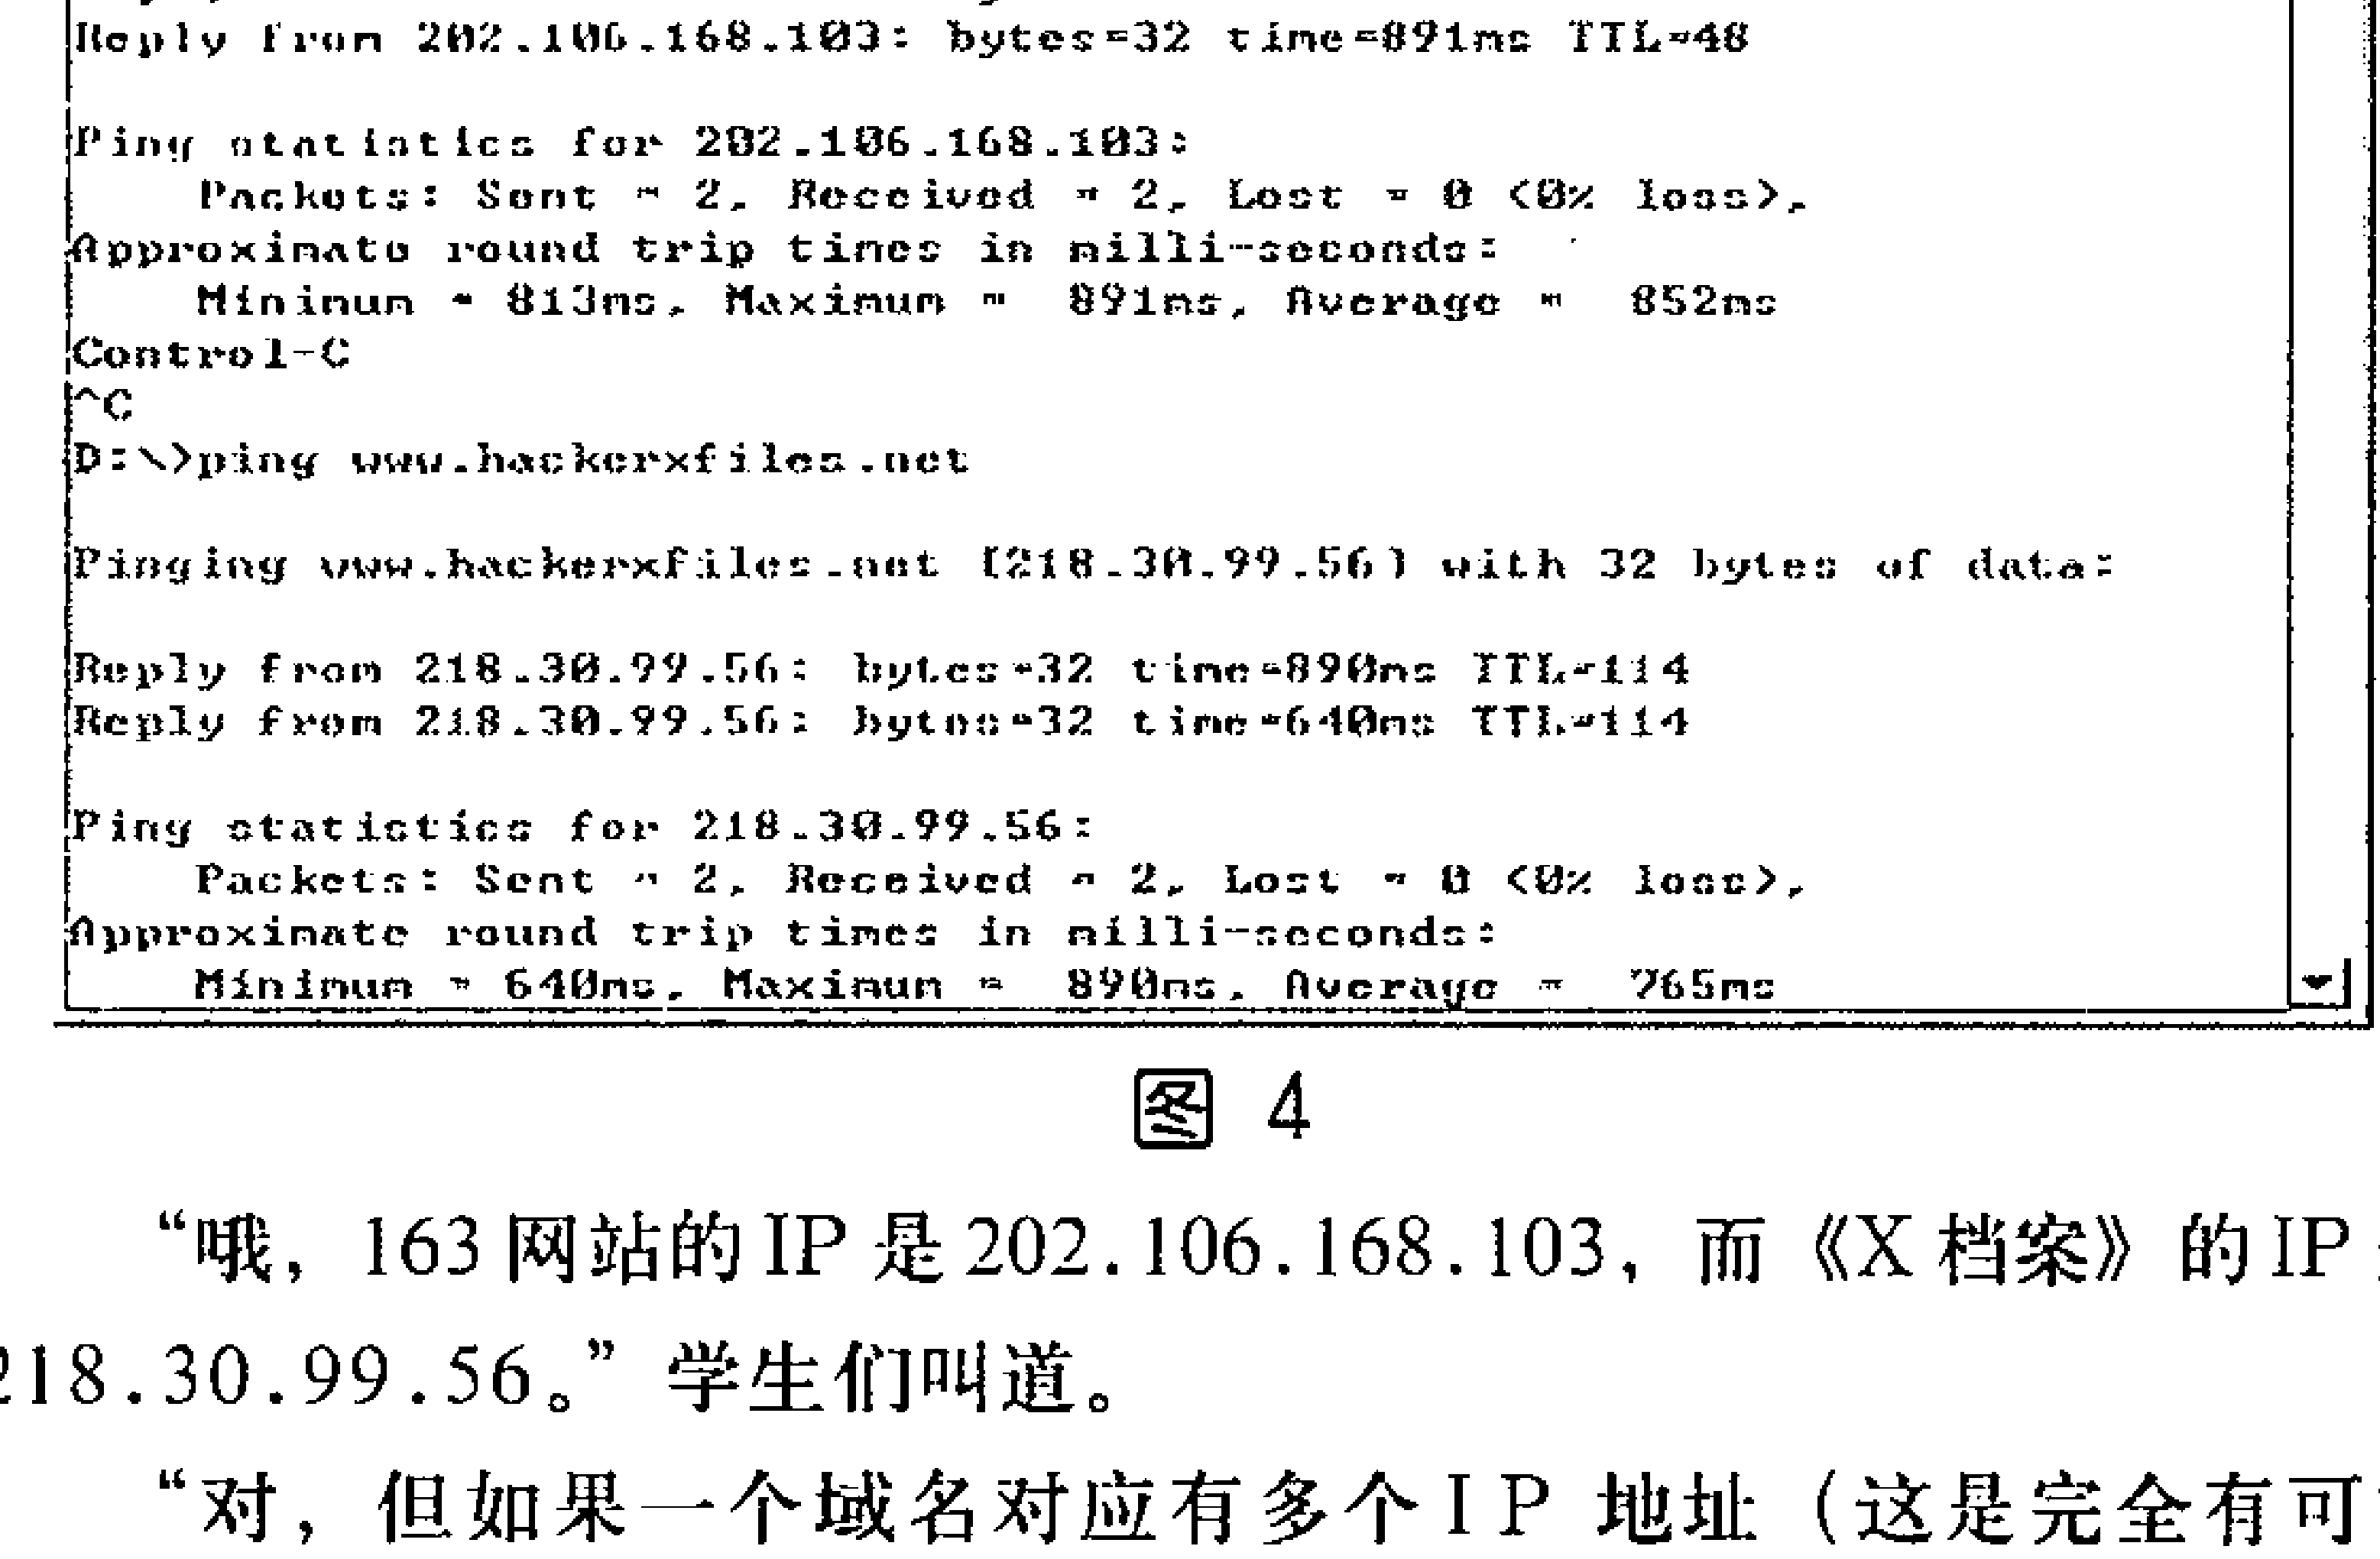 Reply from 202.106.168.103: bytes=32 time=891ms TTL=48
Ping statistics for 202.106.168.103:
Packets: Sent = 2, Received = 2, Lost = 0 (0% loss),
Approximate round trip times in milli-seconds:
Minimum = 813ms, Maximum = 891ms, Average = 852ms
Control-C
^C
D:\>ping www.hackerxfiles.net
Pinging www.hackerxfiles.net [218.30.99.56] with 32 bytes of data:
Reply from 218.30.99.56: bytes=32 time=890ms TTL=114
Reply from 218.30.99.56: bytes=32 time=640ms TTL=114
Ping statistics for 218.30.99.56:
Packets: Sent = 2, Received = 2, Lost = 0 (0% loss),
Approximate round trip times in milli-seconds:
Minimum = 640ms, Maximum = 890ms, Average = 765ms
图 4
“哦，163网站的IP是202.106.168.103，而《X档案》的IP
218.30.99.56。”学生们叫道。
“对，但如果一个域名对应有多个IP 地址（这是完全有可